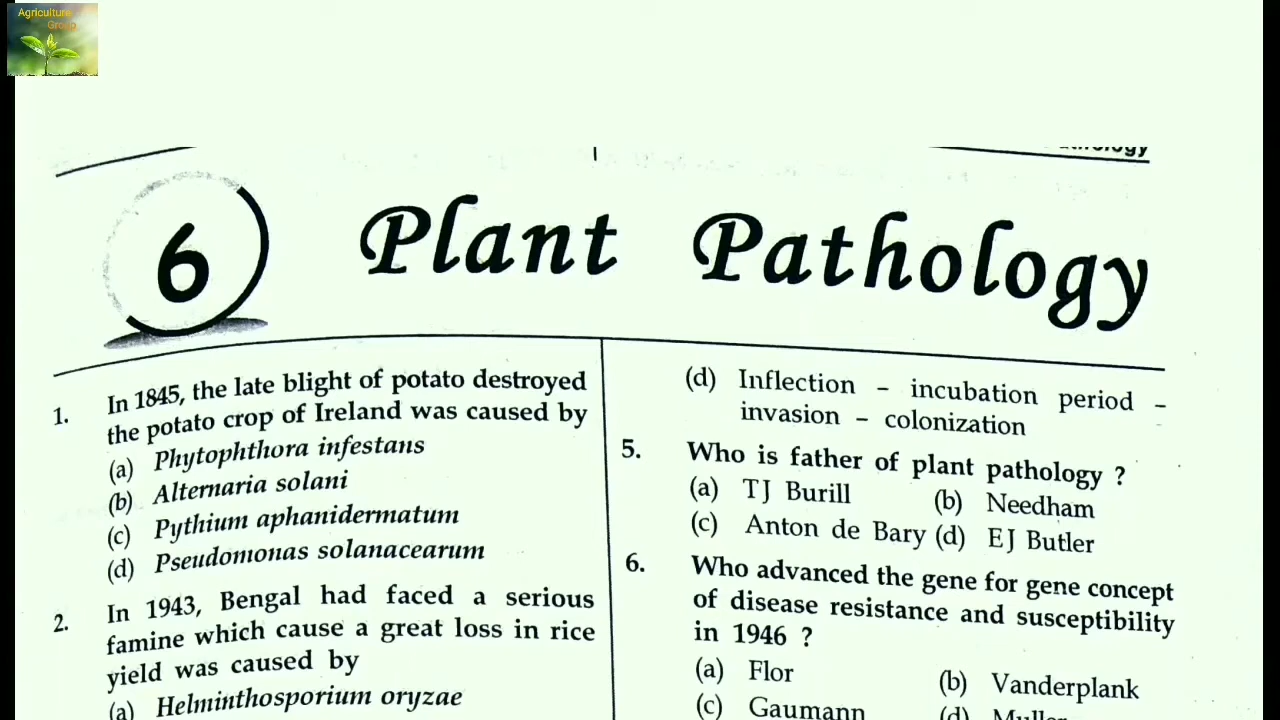 Agriculture
Group
6
Plant Pathology
1. In 1845, the late blight of potato destroyed
the potato crop of Ireland was caused by
(a) Phytophthora infestans
(b) Alternaria solani
(c) Pythium aphanidermatum
(d) Pseudomonas solanacearum
2. In 1943, Bengal had faced a serious
famine which cause a great loss in rice
yield was caused by
(a) Helminthosporium oryzae
(d) Inflection – incubation period –
invasion – colonization
5. Who is father of plant pathology ?
(a) TJ Burill (b) Needham
(c) Anton de Bary (d) EJ Butler
6. Who advanced the gene for gene concept
of disease resistance and susceptibility
in 1946 ?
(a) Flor (b) Vanderplank
(c) Gaumann (d) Muller